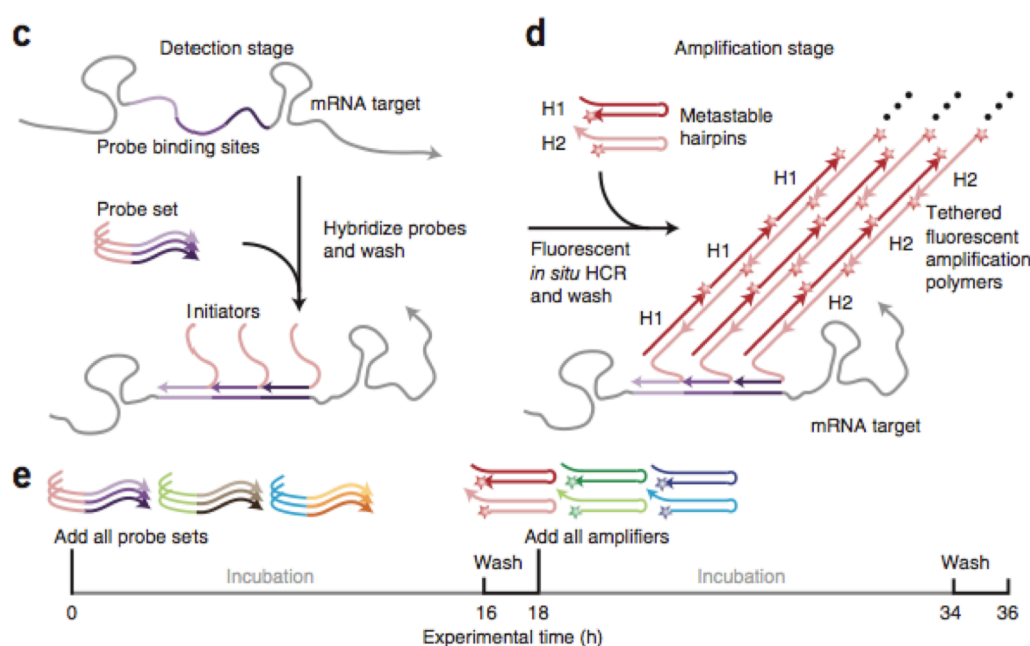 c
Detection stage
mRNA target
Probe binding sites
Probe set
Hybridize probes
and wash
Initiators
d
Amplification stage
H1
H2
Metastable
hairpins
Fluorescent
in situ HCR
and wash
H1
H1
H1
H2
H2
H2
Tethered
fluorescent
amplification
polymers
mRNA target
e
Add all probe sets
Add all amplifiers
Incubation
Wash
Incubation
Wash
0
16
18
34
36
Experimental time (h)